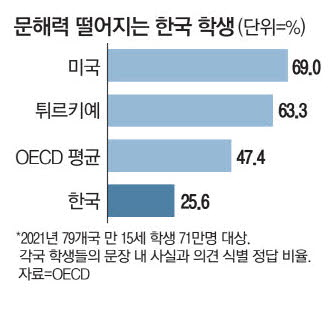 문해력 떨어지는 한국 학생(단위=%)
미국 69.0
튀르키예 63.3
OECD 평균 47.4
한국 25.6
*2021년 79개국 만 15세 학생 71만명 대상.
각국 학생들의 문장 내 사실과 의견 식별 정답 비율.
자료=OECD